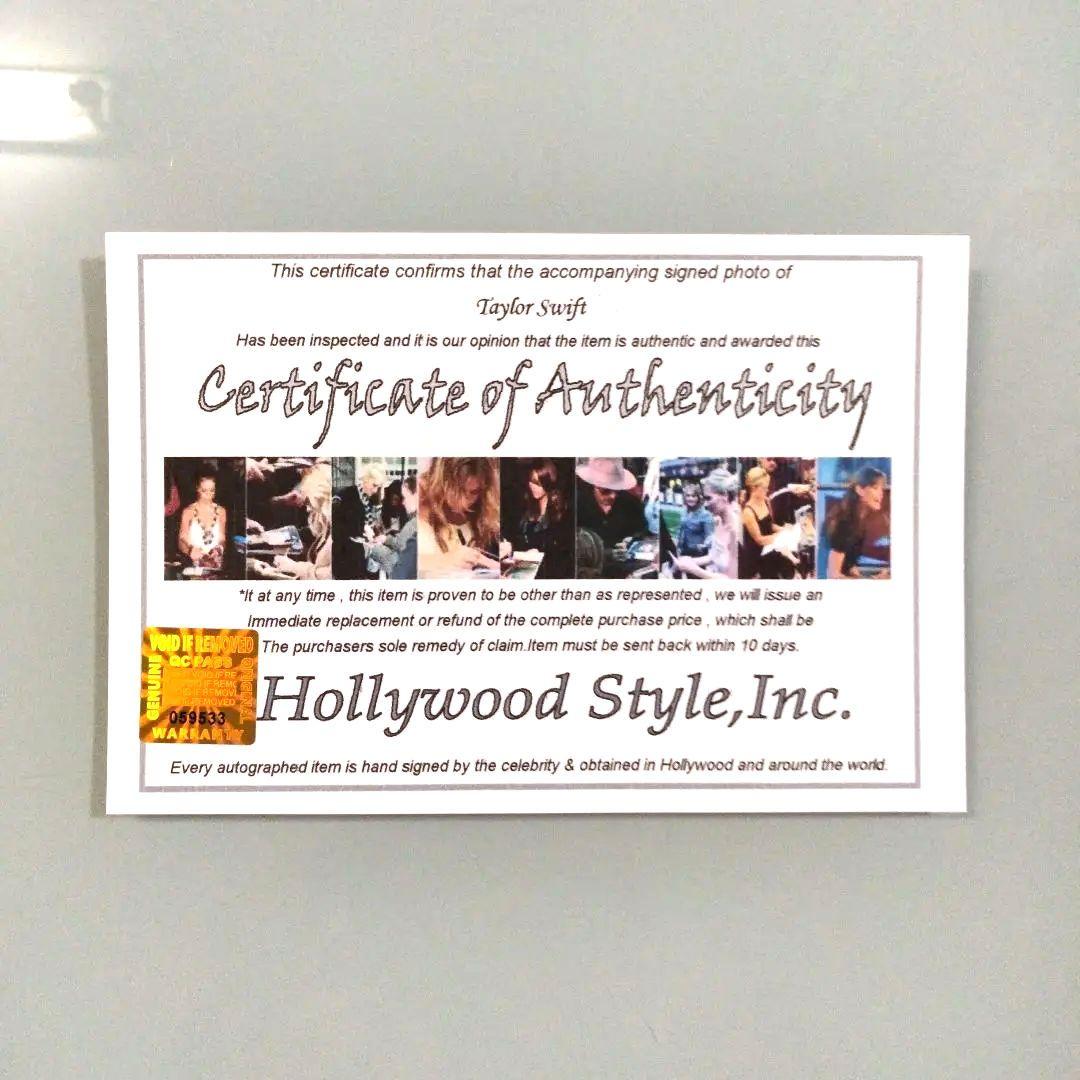 This certificate confirms that the accompanying signed photo of
Taylor Swift
Has been inspected and it is our opinion that the item is authentic and awarded this
Certificate of Authenticity
*It at any time , this item is proven to be other than as represented , we will issue an
Immediate replacement or refund of the complete purchase price , which shall be
The purchasers sole remedy of claim.Item must be sent back within 10 days.
VOID IF REMOVED
QC PASS
GENUINE
ORIGINAL
059533
WARRANTY
Hollywood Style,Inc.
Every autographed item is hand signed by the celebrity & obtained in Hollywood and around the world.